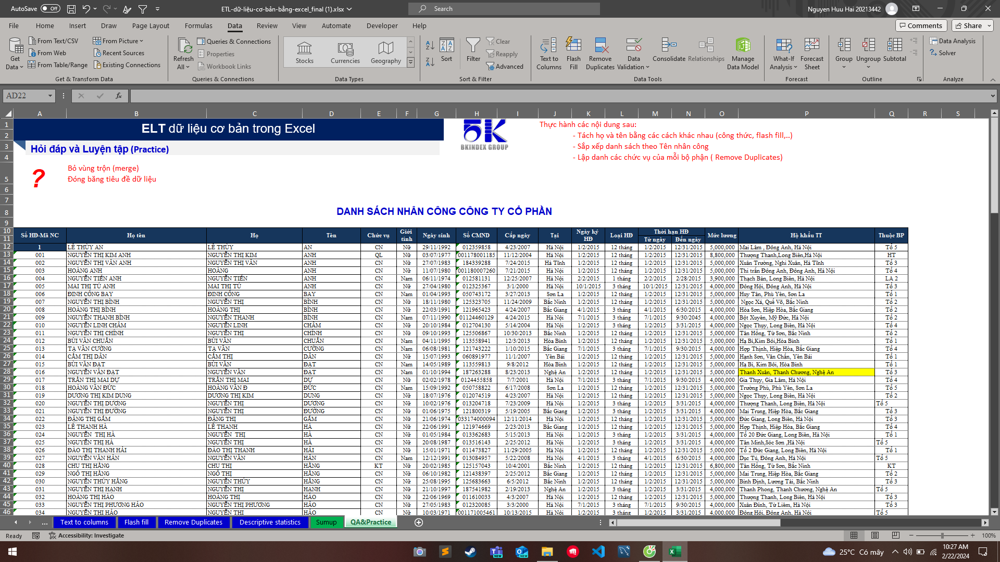 AutoSave Off ETL-dữ-liệu-cơ-bản-bằng-excel_final (1).xlsx Search Nguyen Huu Hai 20213442
File Home Insert Draw Page Layout Formulas Data Review View Automate Developer Help Comments Share
Get Data From Text/CSV From Web From Table/Range From Picture Recent Sources Existing Connections
Refresh All Queries & Connections Properties Workbook Links
Stocks Currencies Geography
Sort Filter Clear Reapply Advanced
Text to Columns Flash Fill Remove Duplicates Data Validation Consolidate Relationships Manage Data Model
What-If Analysis Forecast Sheet Group Ungroup Subtotal Data Analysis Solver
Get & Transform Data Queries & Connections Data Types Sort & Filter Data Tools Forecast Outline Analyze
AD22 fx
A B C D E F G H I J K L M N O P Q R S
ELT dữ liệu cơ bản trong Excel
Hỏi đáp và Luyện tập (Practice)
?
Bỏ vùng trộn (merge)
Đóng băng tiêu đề dữ liệu
BKINDEX GROUP
Thực hành các nội dung sau:
- Tách họ và tên bằng các cách khác nhau (công thức, flash fill,..)
- Sắp xếp danh sách theo Tên nhân công
- Lập danh các chức vụ của mỗi bộ phận ( Remove Duplicates)
DANH SÁCH NHÂN CÔNG CÔNG TY CỔ PHẦN
Số HĐ-Mã NC Họ tên Họ Tên Chức vụ Giới tính Ngày sinh Số CMND Cấp ngày Tại Ngày ký HĐ Loại HĐ Thời hạn HĐ Từ ngày Đến ngày Mức lương Hộ khẩu TT Thuộc BP
1 LÊ THÙY AN LÊ THÙY AN CN Nữ 29/11/1992 012359858 4/23/2007 Hà Nội 1/2/2015 12 tháng 1/2/2015 12/31/2015 5,000,000 Mai Lâm , Đông Anh, Hà Nội Tổ 5
001 NGUYỄN THỊ KIM ANH NGUYỄN THỊ KIM ANH QL Nữ 03/07/1977 001178001185 11/12/2004 Hà Nội 1/2/2015 12 tháng 1/2/2015 12/31/2015 8,800,000 Thượng Thanh,Long Biên,Hà Nội HT
002 NGUYỄN THỊ VÂN ANH NGUYỄN THỊ VÂN ANH CN Nữ 27/07/1983 184339288 7/24/2015 Hà Tĩnh 1/2/2015 12 tháng 1/2/2015 12/31/2015 5,000,000 Xuân Trường, Nghi Xuân, Hà Tĩnh Tổ 3
003 HOÀNG ANH HOÀNG ANH CN Nữ 11/07/1980 001180007260 7/21/2015 Hà Nội 1/2/2015 12 tháng 1/2/2015 12/31/2015 5,000,000 Thị trấn Đông Anh, Đông Anh, Hà Nội Tổ 4
004 NGUYỄN TIẾN ANH NGUYỄN TIẾN ANH CN Nam 06/11/1974 012581131 12/25/2007 Hà Nội 2/2/2015 1 tháng 2/2/2015 2/28/2015 3,900,000 Thạch Bàn, Long Biên, Hà Nội LA 2
005 MAI THỊ TÚ ANH MAI THỊ TÚ ANH CN Nữ 27/04/1980 012325367 3/1/2000 Hà Nội 10/1/2015 3 tháng 10/1/2015 12/31/2015 4,000,000 Đông Hội, Đông Anh, Hà Nội Tổ 3
006 ĐINH CÔNG BAY ĐINH CÔNG BAY CN Nam 01/04/1993 050743172 3/27/2013 Sơn La 1/2/2015 12 tháng 1/2/2015 12/31/2015 5,000,000 Huy Tân, Phù Yên, Sơn La Tổ 1
007 NGUYỄN THỊ BÌNH NGUYỄN THỊ BÌNH CN Nữ 18/11/1980 125323705 11/24/2009 Bắc Ninh 1/2/2015 12 tháng 1/2/2015 12/31/2015 5,000,000 Ngọc Xá, Quế Võ, Bắc Ninh Tổ 2
008 HOÀNG THỊ BÌNH HOÀNG THỊ BÌNH CN Nữ 22/03/1991 121965423 4/24/2007 Bắc Giang 4/1/2015 3 tháng 4/1/2015 6/30/2015 4,000,000 Hòa Sơn, Hiệp Hòa, Bắc Giang Tổ 2
009 NGUYỄN THANH BÌNH NGUYỄN THANH BÌNH CN Nam 07/11/1990 01124460129 4/24/2015 Hà Nội 7/1/2015 3 tháng 7/1/2015 9/30/2045 4,000,000 Bột Xuyên, Mỹ Đức, Hà Nội Tổ 2
010 NGUYỄN LINH CHÂM NGUYỄN LINH CHÂM CN Nữ 20/10/1984 012704130 5/14/2004 Hà Nội 1/2/2015 3 tháng 1/2/2015 3/31/2015 4,000,000 Ngọc Thụy, Long Biên, Hà Nội Tổ 4
011 NGUYỄN THỊ CHÍNH NGUYỄN THỊ CHÍNH CN Nữ 09/10/1993 125506867 10/30/2013 Bắc Ninh 1/2/2015 12 tháng 1/2/2015 12/31/2015 5,000,000 Tân Hồng, Từ Sơn, Bắc Ninh Tổ 2
012 BÙI VĂN CHUẨN BÙI VĂN CHUẨN CN Nam 04/11/1995 113558941 12/3/2013 Hòa Bình 1/2/2015 12 tháng 1/2/2015 12/31/2015 5,000,000 Hạ Bì,Kim Bôi,Hòa Bình Tổ 1
013 TẠ VĂN CƯỜNG TẠ VĂN CƯỜNG CN Nam 06/08/1981 121743222 1/10/2015 Bắc Giang 7/1/2015 3 tháng 7/1/2015 9/30/2015 4,000,000 Hợp Thịnh, Hiệp Hòa, Bắc Giang Tổ 4
014 CẦM THỊ DÂN CẦM THỊ DÂN CN Nữ 15/07/1993 060891977 11/1/2007 Yên Bái 1/2/2015 12 tháng 1/2/2015 12/31/2015 5,000,000 Hạnh Sơn, Văn Chấn, Yên Bái Tổ 1
015 BÙI VĂN ĐẠT BÙI VĂN ĐẠT CN Nam 14/05/1989 113559813 9/8/2012 Hòa Bình 1/2/2015 12 tháng 1/2/2015 12/31/2015 5,000,000 Hạ Bì, Kim Bôi, Hòa Bình Tổ 1
016 NGUYỄN VĂN ĐẠT NGUYỄN VĂN ĐẠT CN Nam 01/10/1994 187263288 8/23/2013 Nghệ An 1/2/2015 12 tháng 1/2/2015 12/31/2015 5,000,000 Thanh Xuân, Thanh Chương, Nghệ An Tổ 3
017 TRẦN THỊ MAI DỰ TRẦN THỊ MAI DỰ CN Nữ 02/02/1978 0124455858 7/7/2001 Hà Nội 7/1/2015 3 tháng 7/1/2015 9/30/2015 4,000,000 Gia Thụy, Gia Lâm, Hà Nội Tổ 4
018 HOÀNG VĂN ĐỨC HOÀNG VĂN Đ ĐỨC CN Nam 15/09/1992 050758822 6/17/2008 Sơn La 1/2/2015 12 tháng 1/2/2015 12/31/2015 5,000,000 Trường Phù, Phù Yên, Sơn La Tổ 5
019 DƯƠNG THỊ KIM DUNG DƯƠNG THỊ KIM DUNG CN Nữ 18/07/1976 012074519 4/23/2007 Hà Nội 1/2/2015 12 tháng 1/2/2015 12/31/2015 5,000,000 Ngọc Thụy, Long Biên, Hà Nội Tổ 2
020 NGUYỄN THỊ DƯƠNG NGUYỄN THỊ DƯƠNG CN Nữ 10/02/1976 013204718 7/23/2009 Hà Nội 1/2/2015 3 tháng 1/2/2015 3/31/2015 4,000,000 Thượng Thanh, Long Biên, Hà Nội Tổ 5
021 NGUYỄN THỊ ĐƯỜNG NGUYỄN THỊ ĐƯỜNG CN Nữ 01/06/1975 121800319 5/19/2005 Bắc Giang 1/2/2015 3 tháng 1/2/2015 3/31/2015 4,000,000 Mai Trung, Hiệp Hòa, Bắc Giang Tổ 3
022 ĐẶNG THỊ GẤM ĐẶNG THỊ GẤM CN Nữ 21/06/1974 033174000094 12/11/2014 Hà Nội 1/2/2015 12 tháng 1/2/2015 12/31/2015 5,000,000 Đức Giang, Long Biên, Hà Nội Tổ 3
023 LÊ THANH HÀ LÊ THANH HÀ CN Nữ 22/06/1991 121974669 2/23/2013 Bắc Giang 1/2/2015 12 tháng 1/2/2015 12/31/2015 5,000,000 Hợp Thịnh, Hiệp Hòa, Bắc Giang Tổ 4
024 NGUYỄN THỊ HÀ NGUYỄN THỊ HÀ CN Nữ 01/05/1984 013362683 5/15/2013 Hà Nội 1/2/2015 3 tháng 1/2/2015 3/31/2015 4,000,000 Tổ 20 Đức Giang, Long Biên, Hà Nội Tổ 1
025 NGUYỄN THỊ HÀ NGUYỄN THỊ HÀ CN Nữ 20/08/1987 013516143 2/25/2012 Hà Nội 1/2/2015 3 tháng 1/2/2015 3/31/2015 4,000,000 Tân Minh,Sóc Sơn ,Hà Nội Tổ 5
026 ĐÀO THỊ THANH HẢI ĐÀO THỊ THANH HẢI CN Nữ 15/01/1971 011473827 11/29/2005 Hà Nội 1/2/2015 12 tháng 1/2/2015 12/31/2015 5,000,000 Tổ 2 Đức Giang, Long Biên, Hà Nội Tổ 1
027 NGUYỄN VĂN HÂN NGUYỄN VĂN HÂN CN Nam 12/12/1991 013084957 5/22/2008 Hà Nội 4/1/2015 3 tháng 4/1/2015 6/30/2015 4,000,000 Dục Tú, Đông Anh, Hà Nội Tổ 5
028 CHU THỊ HẰNG CHU THỊ HẰNG KT Nữ 20/02/1985 125157043 10/4/2001 Bắc Ninh 1/2/2015 12 tháng 1/2/2015 12/31/2015 6,800,000 Tân Hồng, Từ Sơn, Bắc Ninh KT
029 NGÔ THỊ HẰNG NGÔ THỊ HẰNG CN Nữ 06/10/1982 121438397 2/25/2012 Bắc Giang 1/2/2015 12 tháng 1/2/2015 12/31/2015 5,000,000 Mai Trung, Hiệp Hòa, Bắc Giang Tổ 2
030 NGUYỄN THÚY HẰNG NGUYỄN THÚY HẰNG CN Nữ 25/08/1995 125683663 6/5/2012 Bắc Ninh 1/2/2015 12 tháng 1/2/2015 12/31/2015 5,000,000 Bình Định, Lương Tài, Bắc Ninh Tổ 3
031 NGUYỄN THỊ HẠNH NGUYỄN THỊ HẠNH CN Nữ 21/10/1997 187541982 2/19/2013 Nghệ An 1/2/2015 3 tháng 1/2/2015 3/31/2015 4,000,000 Thanh Phong, Thanh Chương, Nghệ An Tổ 5
032 HOÀNG THỊ HẢO HOÀNG THỊ HẢO CN Nữ 22/06/1969 011610033 4/3/2007 Hà Nội 1/2/2015 12 tháng 1/2/2015 12/31/2015 5,000,000 Thượng Thanh, Long Biên, Hà Nội Tổ 3
033 NGUYỄN THỊ PHƯƠNG HẢO NGUYỄN THỊ PHƯƠNG HẢO CN Nữ 27/05/1983 012320085 3/3/2000 Hà Nội 7/1/2015 3 tháng 7/1/2015 9/30/2015 4,000,000 Xuân Đỉnh, Từ Liêm, Hà Nội Tổ 3
034 NGUYỄN THỊ HẢO NGUYỄN THỊ HẢO CN Nữ 10/03/1971 001171005461 10/13/2015 Hà Nội 1/2/2015 3 tháng 1/2/2015 3/31/2015 4,000,000 Đông Hội, Đông Anh, Hà Nội Tổ 5
... Text to columns Flash fill Remove Duplicates Descriptive statistics Sumup QA&Practice
Ready Accessibility: Investigate 100%
25°C Có mây 10:27 AM
2/22/2024